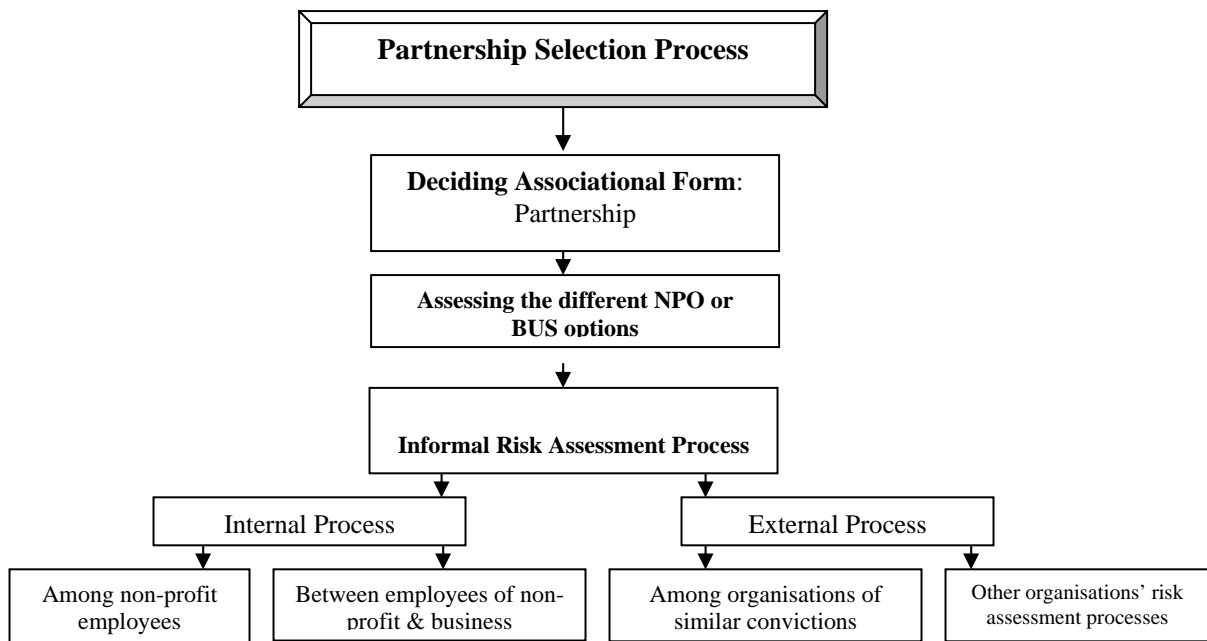 Partnership Selection Process
Deciding Associational Form:
Partnership
Assessing the different NPO or
BUS options
Informal Risk Assessment Process
Internal Process
External Process
Among non-profit
employees
Between employees of non-
profit & business
Among organisations of
similar convictions
Other organisations' risk
assessment processes